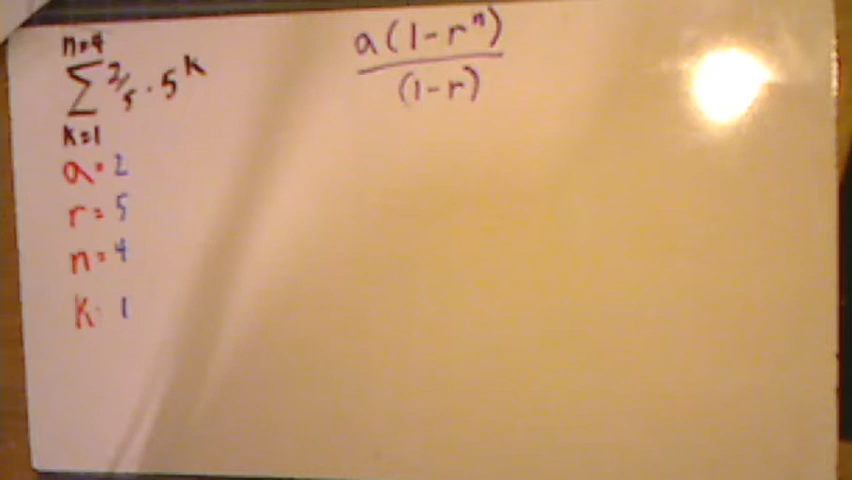 n=4
∑ 2/5 · 5^k
k=1
a = 2
r = 5
n = 4
k = 1
a(1-r^n)
(1-r)